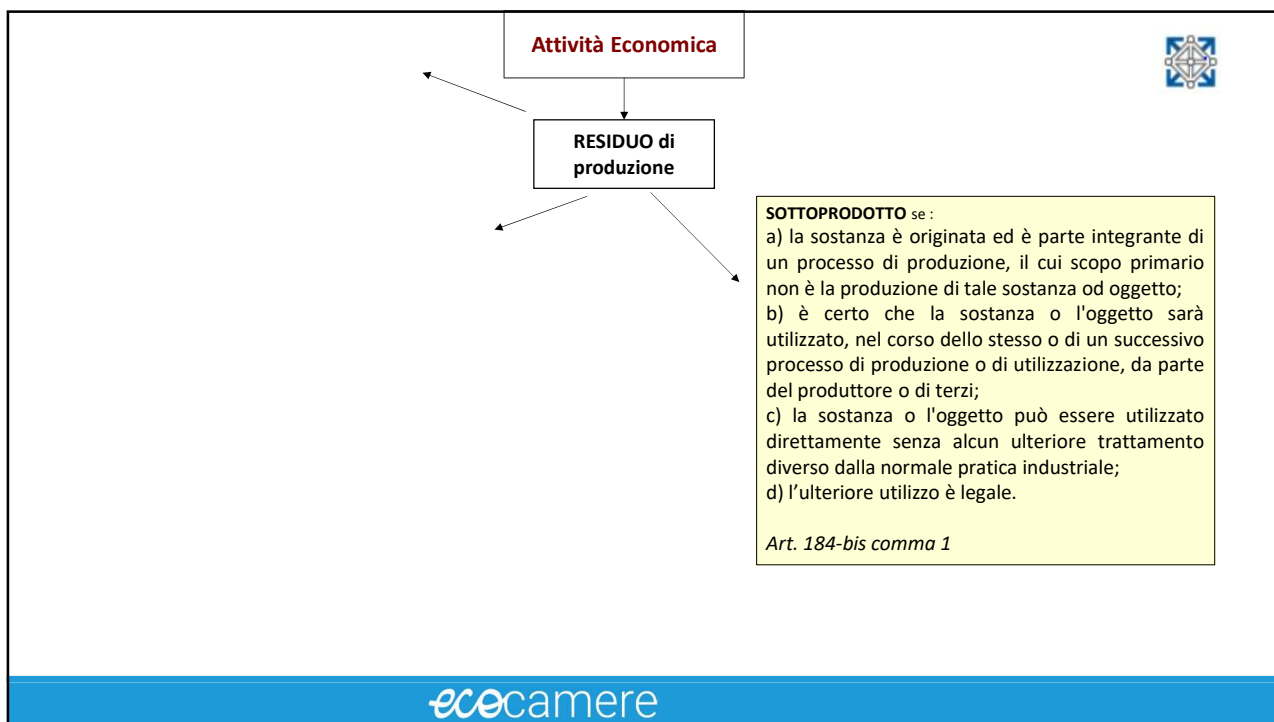 Attività Economica
RESIDUO di
produzione
SOTTOPRODOTTO se :
a) la sostanza è originata ed è parte integrante di
un processo di produzione, il cui scopo primario
non è la produzione di tale sostanza od oggetto;
b) è certo che la sostanza o l'oggetto sarà
utilizzato, nel corso dello stesso o di un successivo
processo di produzione o di utilizzazione, da parte
del produttore o di terzi;
c) la sostanza o l'oggetto può essere utilizzato
direttamente senza alcun ulteriore trattamento
diverso dalla normale pratica industriale;
d) l’ulteriore utilizzo è legale.
Art. 184-bis comma 1
ecocamere